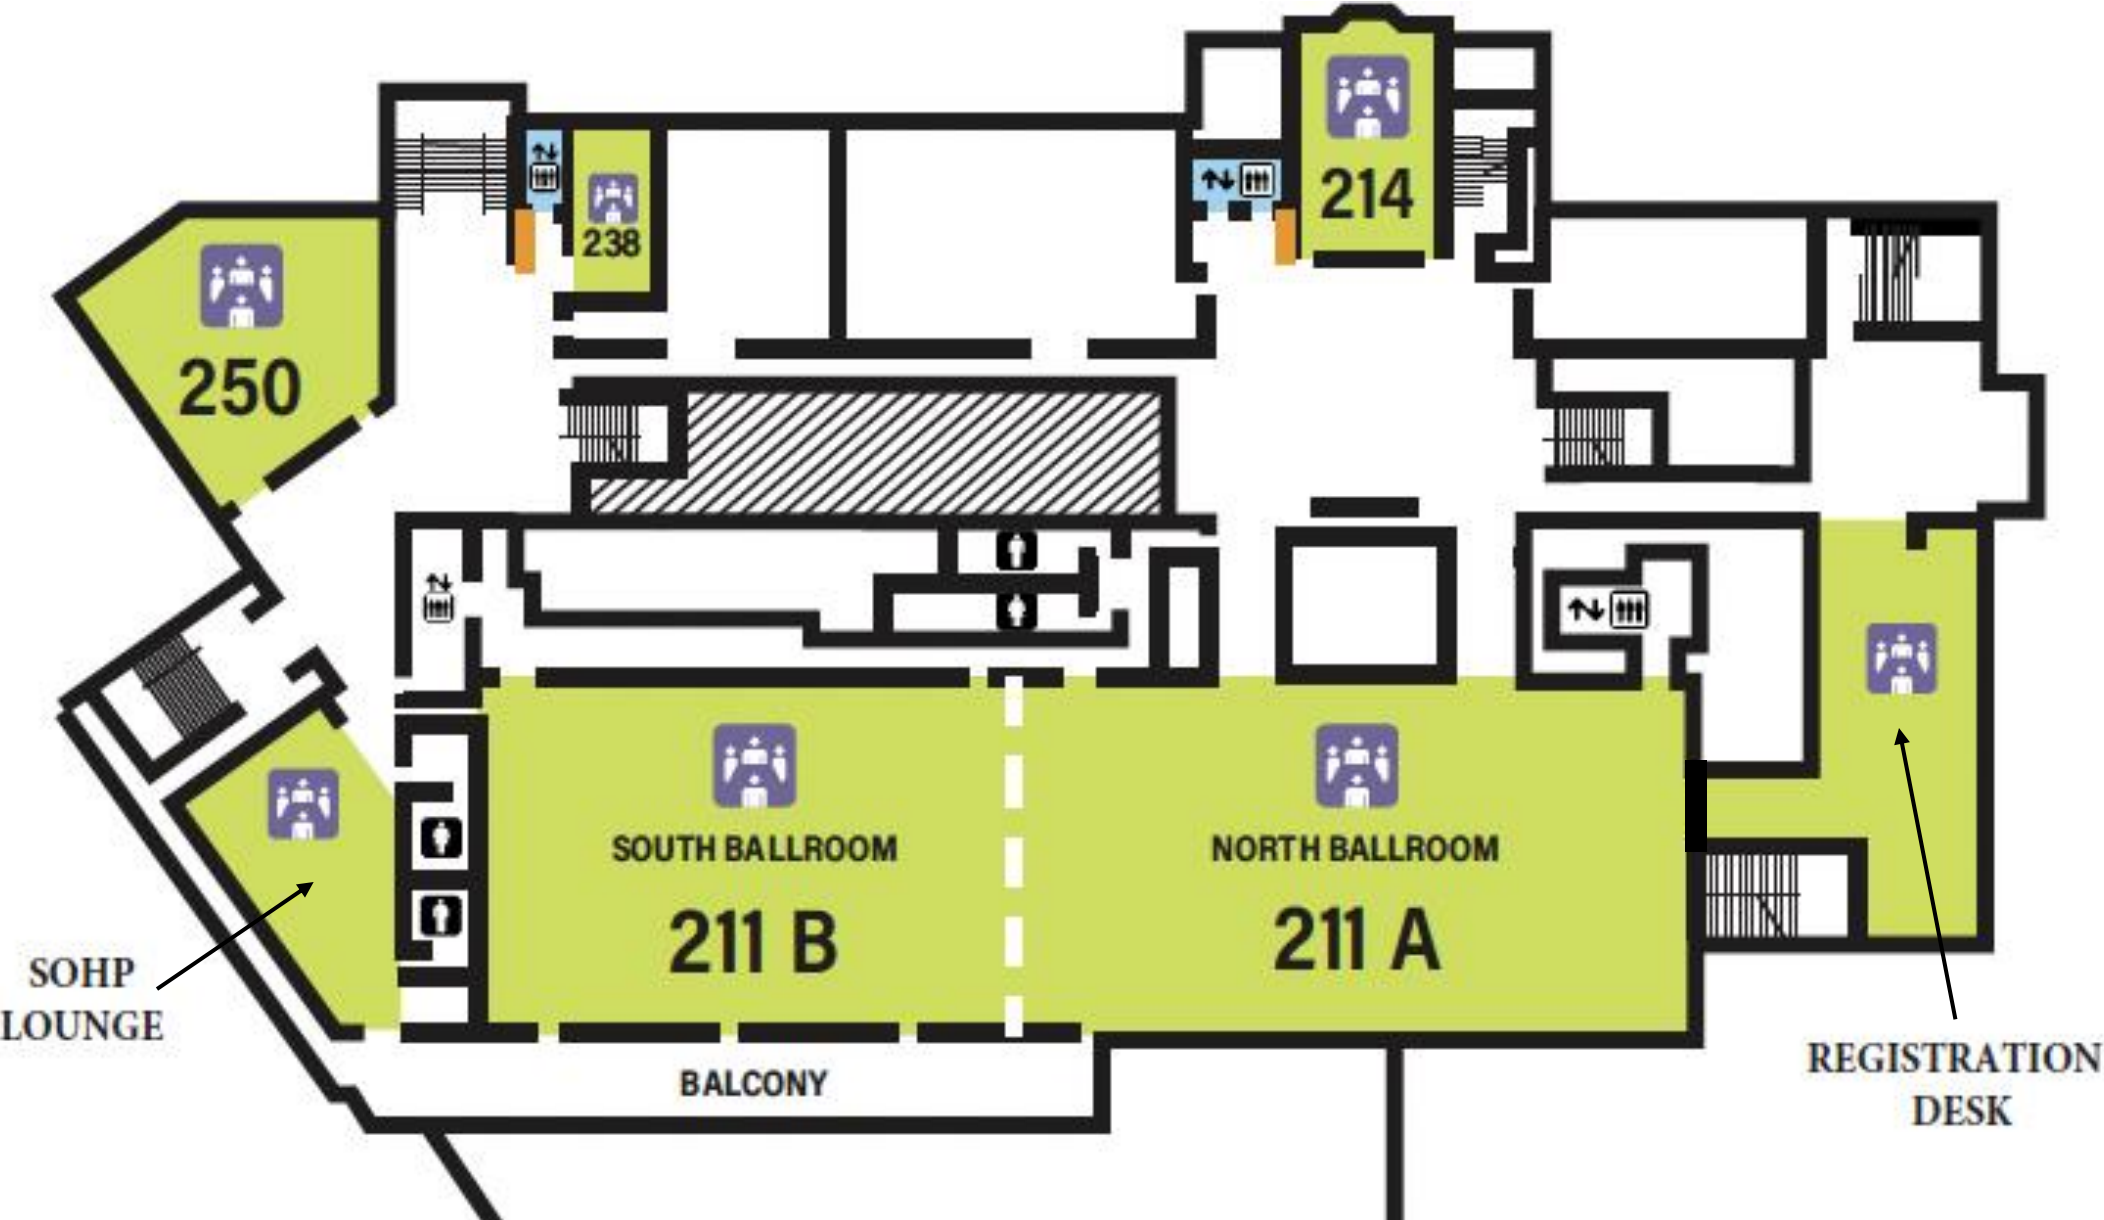 214
238
250
SOUTH BALLROOM
211 B
NORTH BALLROOM
211 A
SOHP
LOUNGE
BALCONY
REGISTRATION
DESK